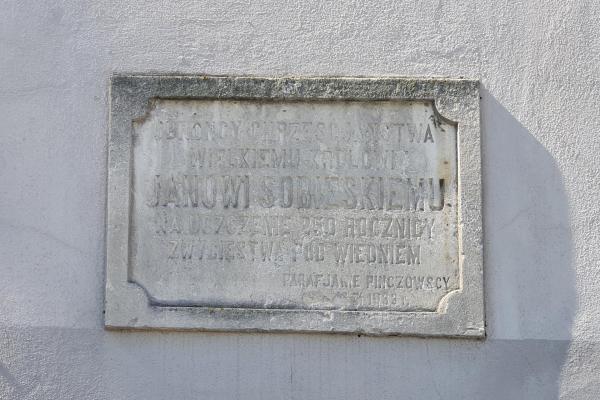 OBROŃCY CHRZEŚCIJAŃSTWA
WIELKIEMU KRÓLOWI
JANOWI SOBIESKIEMU.
NA UCZCZENIE 250 ROCZNICY
ZWYCIĘSTWA POD WIEDNIEM
PARAFJANIE PIŃCZOWSCY
1933 r.